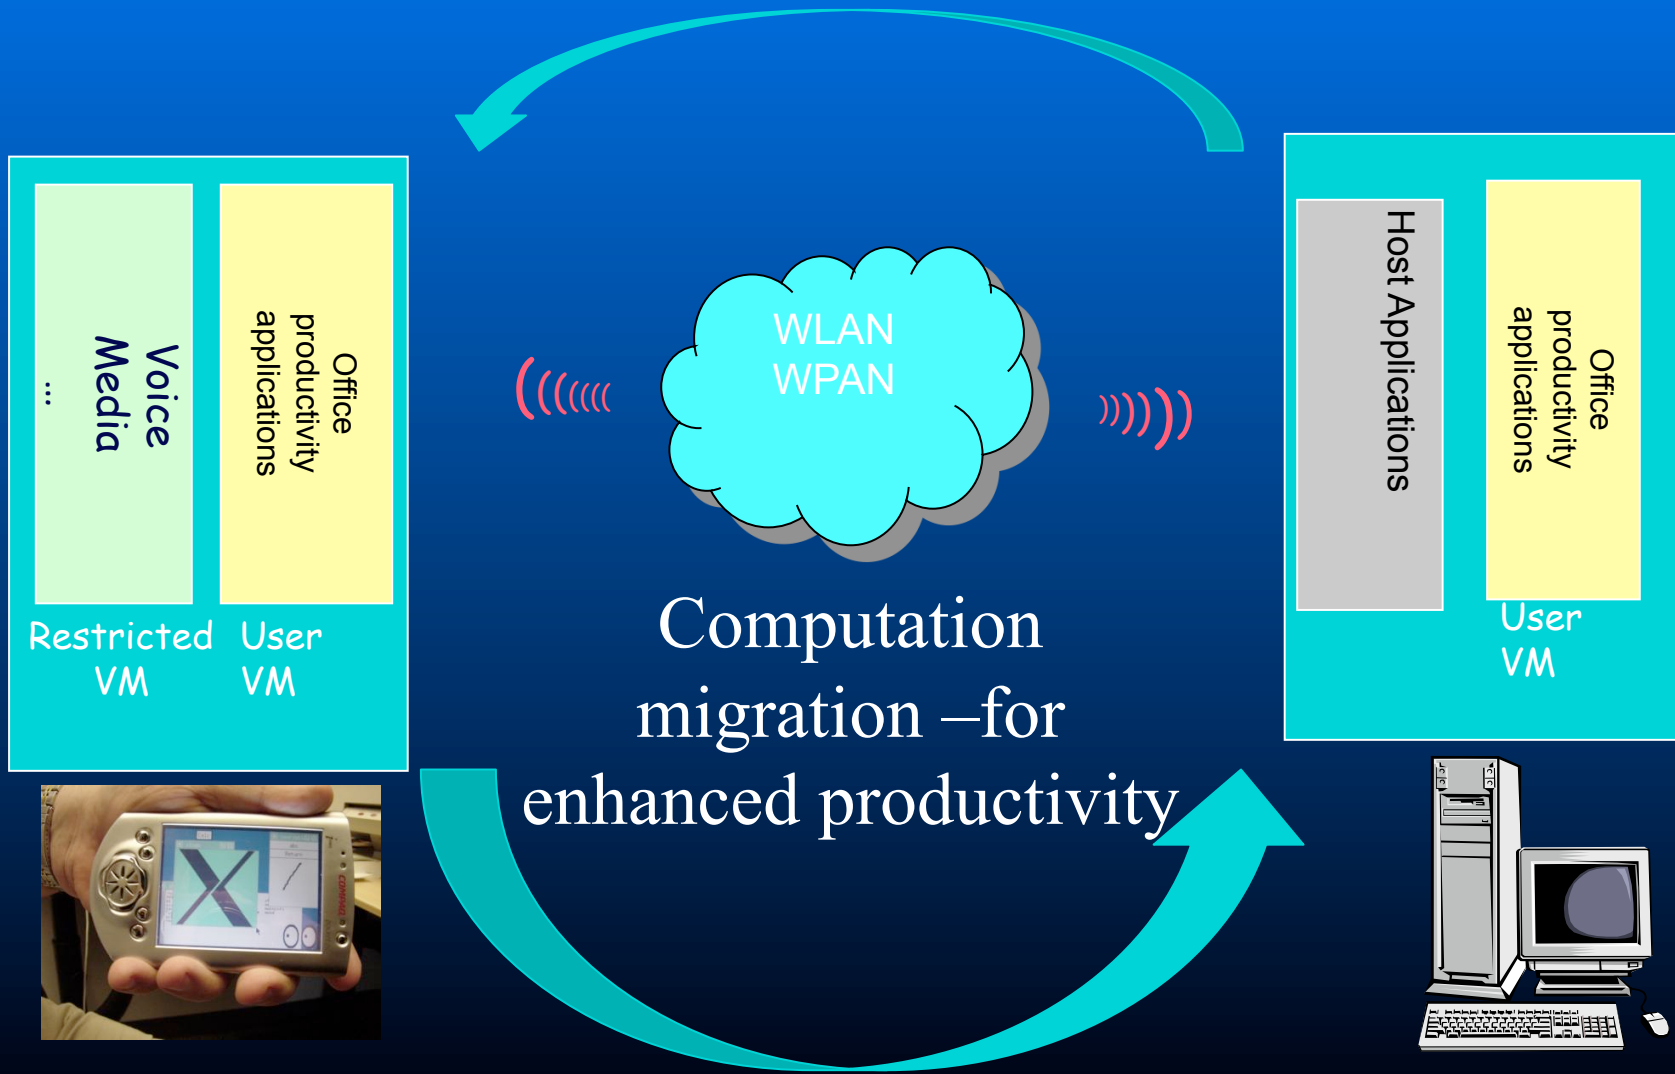 Voice
Media
...
Office
productivity
applications
Restricted
VM
User
VM
WLAN
WPAN
Computation
migration –for
enhanced productivity
Host Applications
Office
productivity
applications
User
VM
COMPAQ